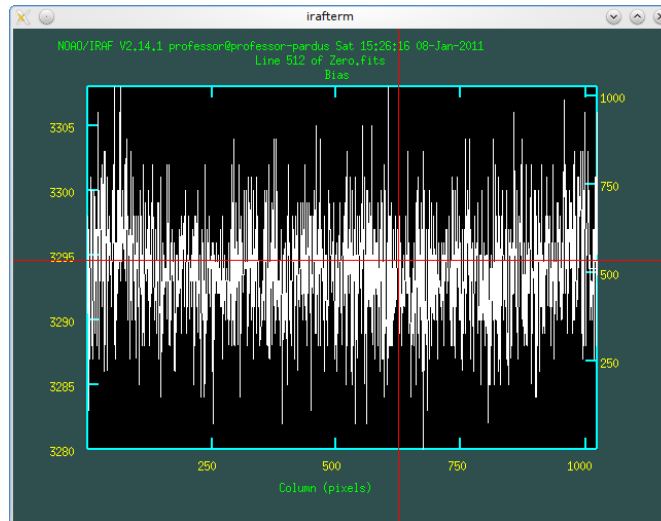 irafterm
NOAO/IRAF V2.14.1 professor@professor-pardus Sat 15:26:16 08-Jan-2011
Line 512 of Zero.fits
Bias
3305
3300
3295
3290
3285
3280
1000
750
500
250
250
500
750
1000
Column (pixels)